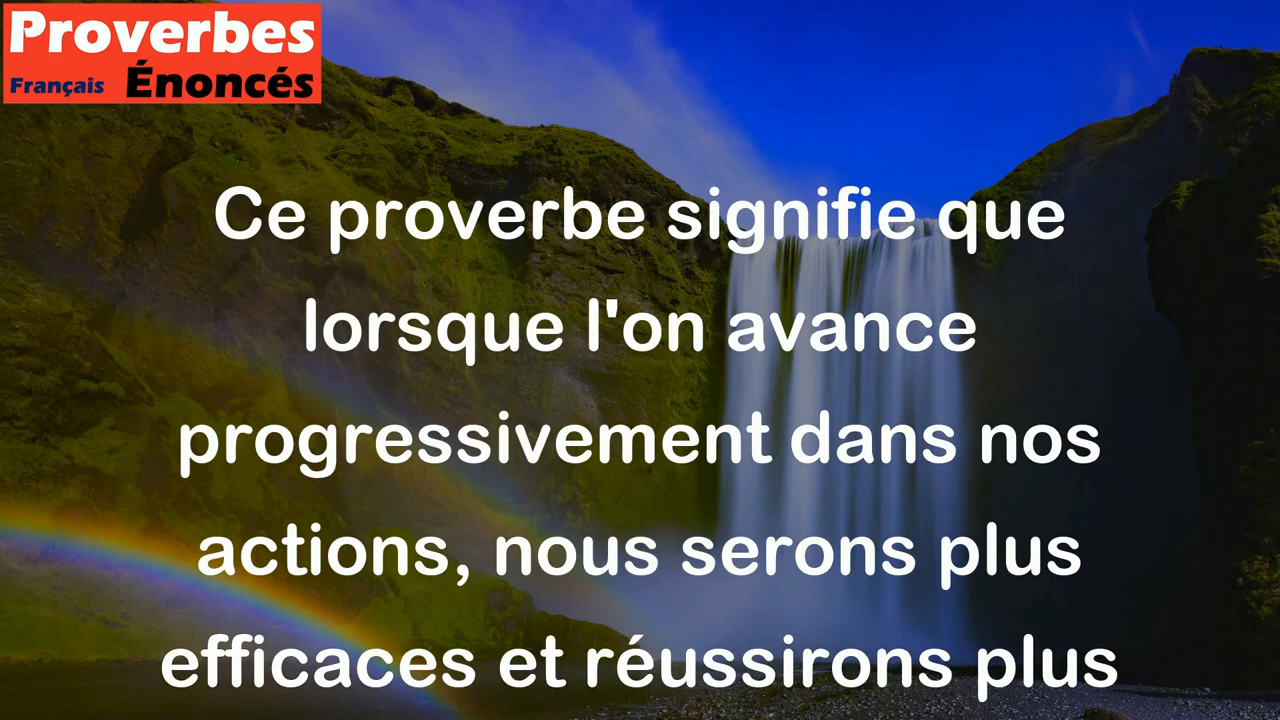 Proverbes
Français Énoncés
Ce proverbe signifie que
lorsque l'on avance
progressivement dans nos
actions, nous serons plus
efficaces et réussirons plus